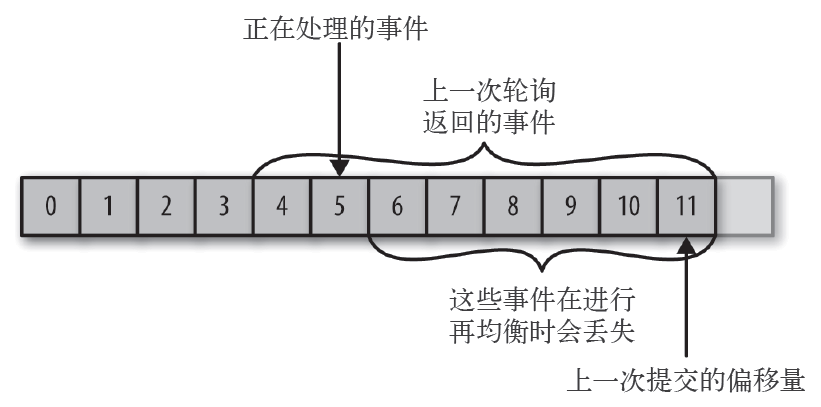 正在处理的事件
上一次轮询
返回的事件
0 1 2 3 4 5 6 7 8 9 10 11
这些事件在进行
再均衡时会丢失
上一次提交的偏移量